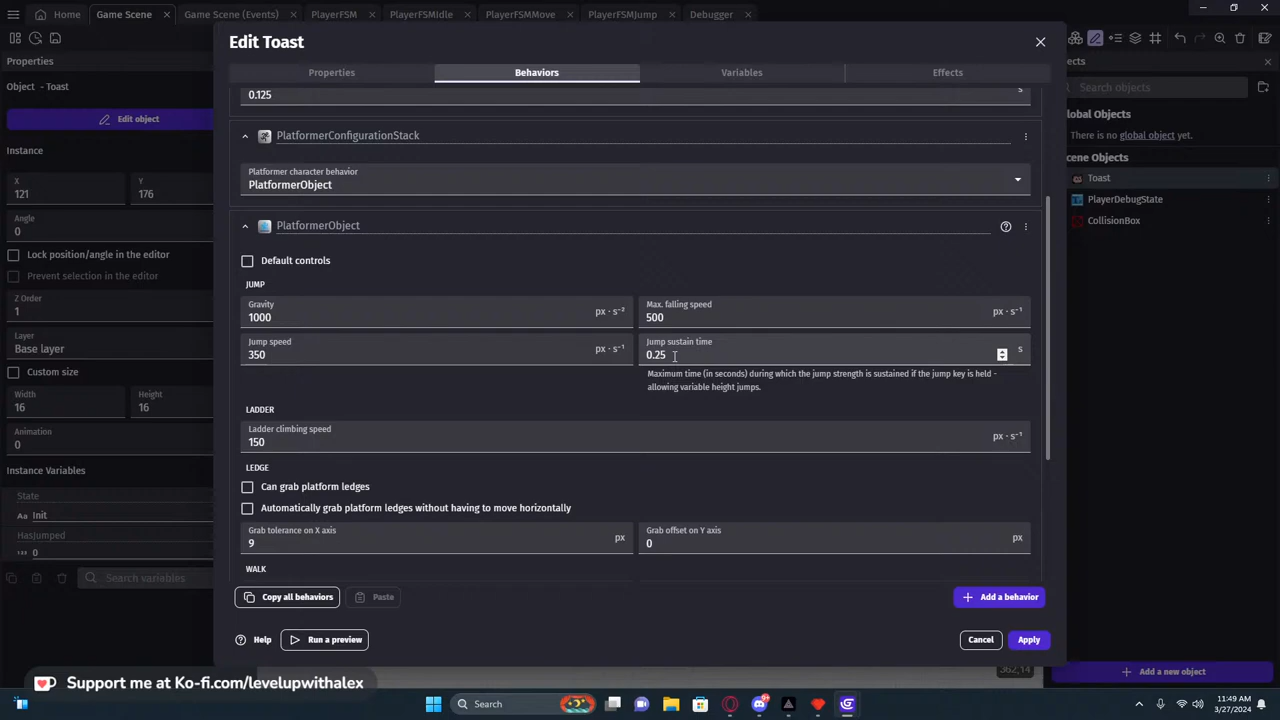 Home
Game Scene
Game Scene (Events)
PlayerFSM
PlayerFSMIdle
PlayerFSMMove
PlayerFSMJump
Debugger
Properties
Object - Toast
Edit object
Instance
X
121
Y
176
Angle
0
Lock position/angle in the editor
Prevent selection in the editor
Z Order
1
Layer
Base layer
Custom size
Width
16
Height
16
Animation
0
Instance Variables
State
Init
HasJumped
0
Search variables
Edit Toast
Properties
Behaviors
Variables
Effects
0.125
s
PlatformerConfigurationStack
Platformer character behavior
PlatformerObject
PlatformerObject
Default controls
JUMP
Gravity
1000
px · s⁻²
Max. falling speed
500
px · s⁻¹
Jump speed
350
px · s⁻¹
Jump sustain time
0.25
s
Maximum time (in seconds) during which the jump strength is sustained if the jump key is held -
allowing variable height jumps.
LADDER
Ladder climbing speed
150
px · s⁻¹
LEDGE
Can grab platform ledges
Automatically grab platform ledges without having to move horizontally
Grab tolerance on X axis
9
px
Grab offset on Y axis
0
px
WALK
Copy all behaviors
Paste
Add a behavior
Help
Run a preview
Cancel
Apply
Search objects
Global Objects
There is no global object yet.
Scene Objects
Toast
PlayerDebugState
CollisionBox
Add a new object
362,14
Support me at Ko-fi.com/levelupwithalex
Search
11:49 AM
3/27/2024